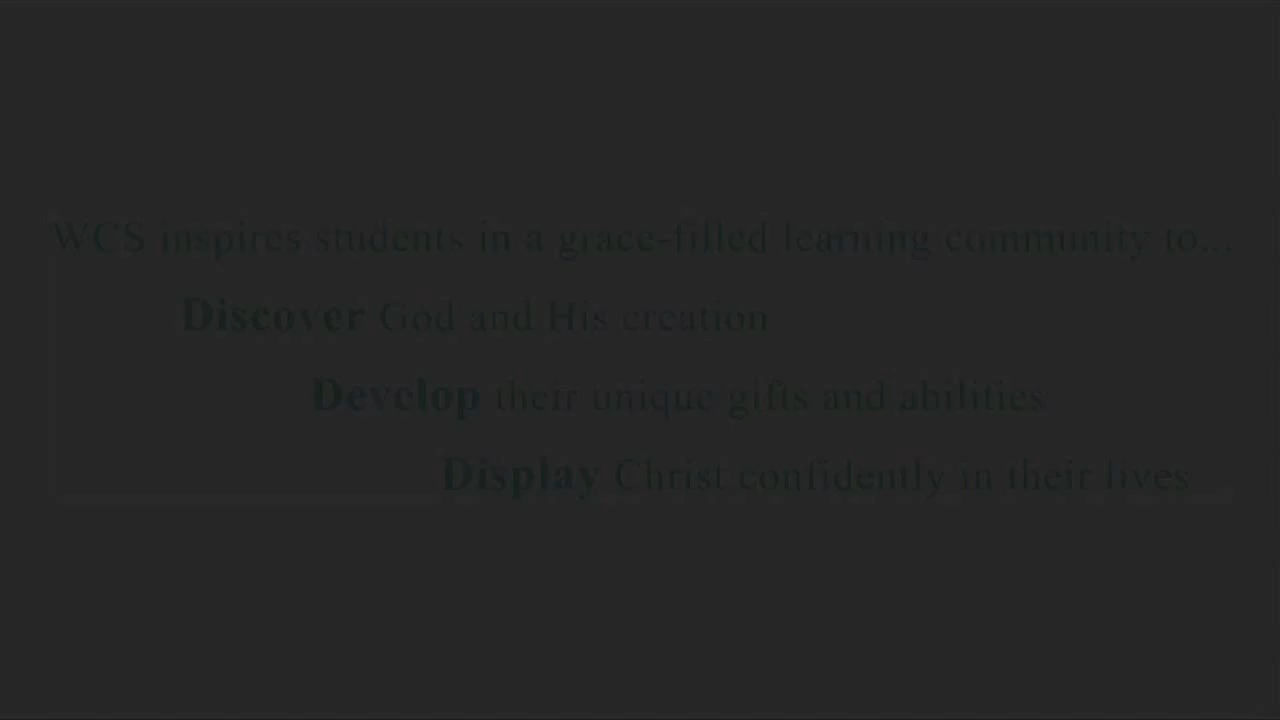 WCS inspires students in a grace-filled learning community to...
Discover God and His creation
Develop their unique gifts and abilities
Display Christ confidently in their lives